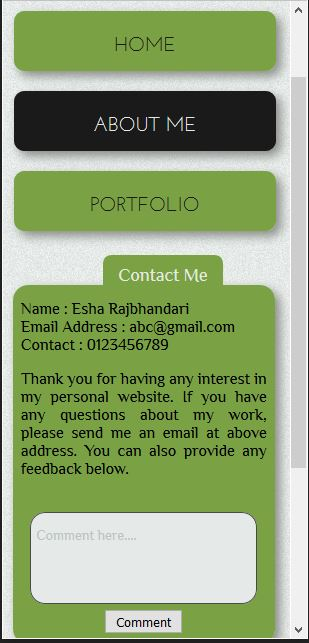 HOME
ABOUT ME
PORTFOLIO
Contact Me
Name : Esha Rajbhandari
Email Address : abc@gmail.com
Contact : 0123456789
Thank you for having any interest in
my personal website. If you have
any questions about my work,
please send me an email at above
address. You can also provide any
feedback below.
Comment here....
Comment